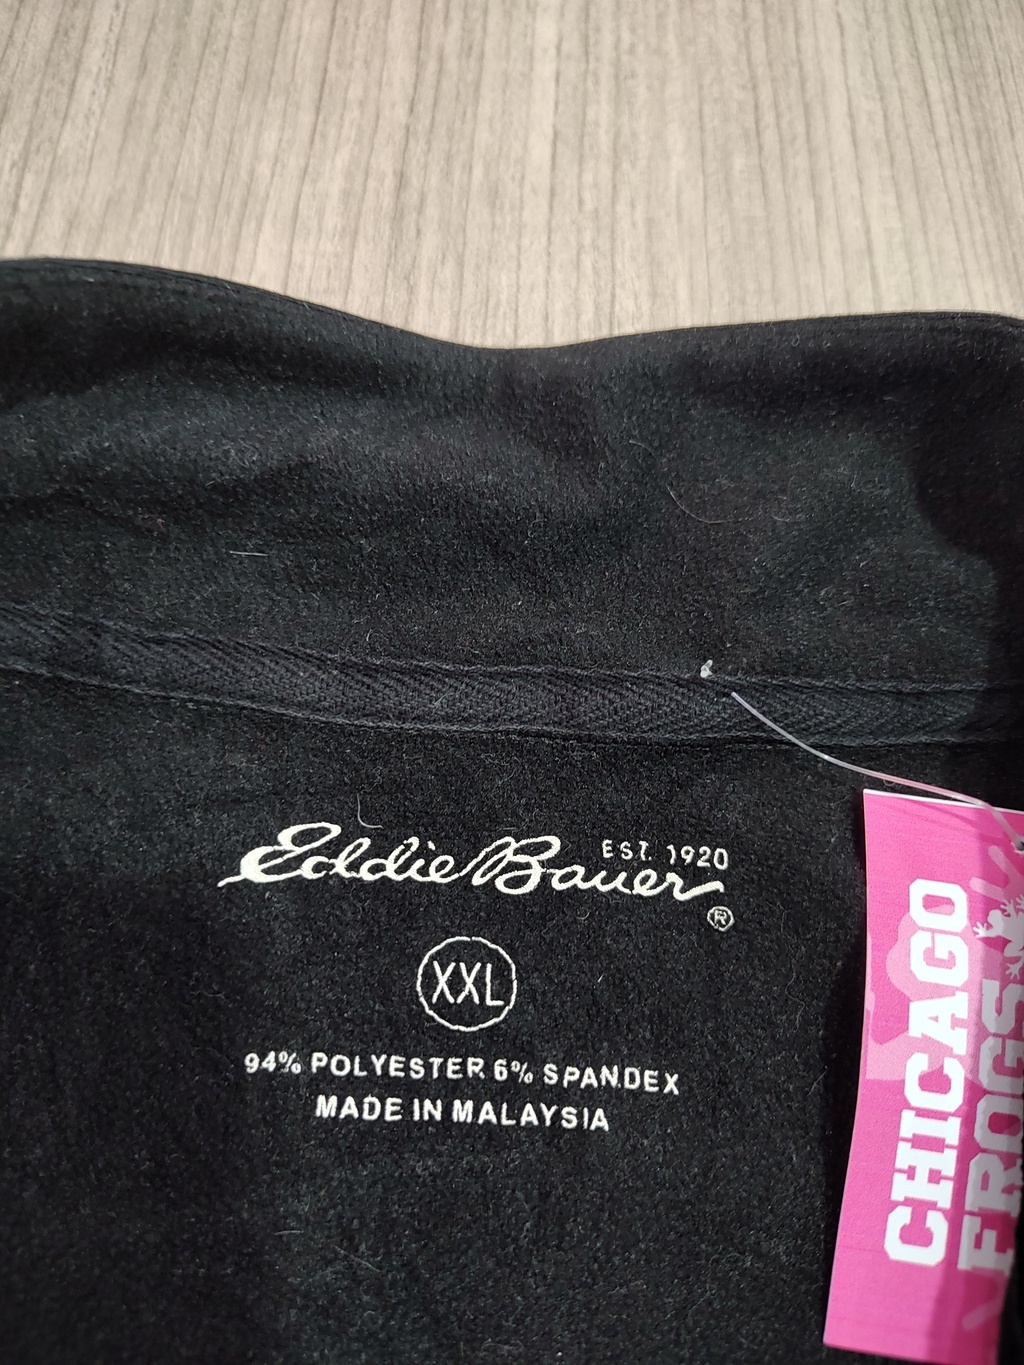 Eddie Bauer
EST. 1920
®
XXL
94% POLYESTER 6% SPANDEX
MADE IN MALAYSIA
CHICAGO
FROGS